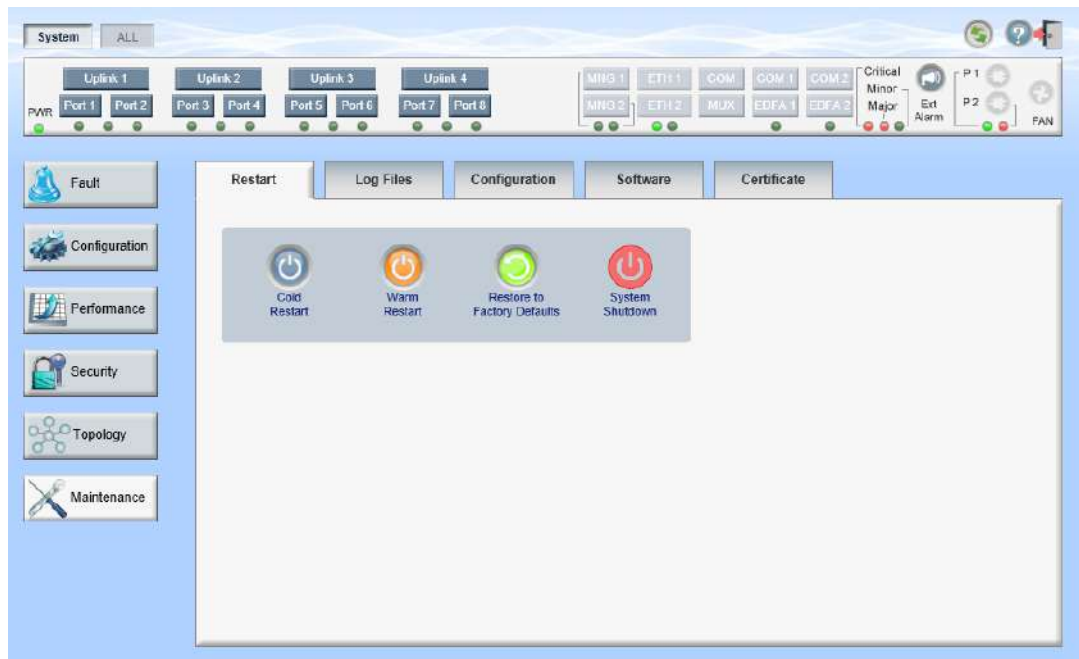 System ALL
Uplink 1 Uplink 2 Uplink 3 Uplink 4
PWR Port 1 Port 2 Port 3 Port 4 Port 5 Port 6 Port 7 Port 8
MNG 1 ETH 1 COM COM 1 COM 2
MNG 2 ETH 2 MUX EDFA 1 EDFA 2
Critical
Minor
Major
Ext
Alarm
P 1
P 2
FAN
Fault
Configuration
Performance
Security
Topology
Maintenance
Restart Log Files Configuration Software Certificate
Cold
Restart
Warm
Restart
Restore to
Factory Defaults
System
Shutdown